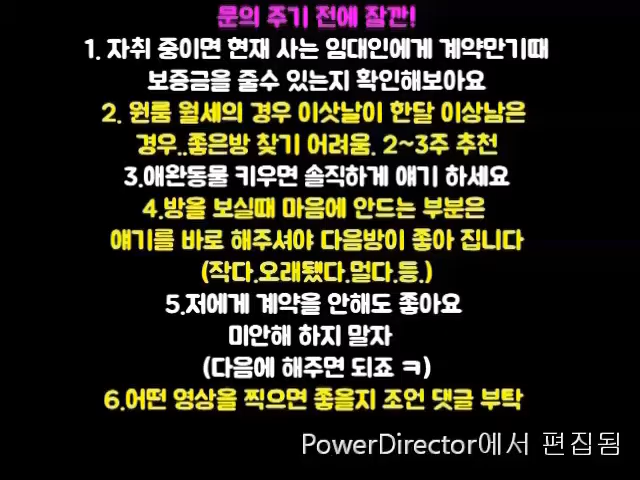 문의 주기 전에 잠깐!
1. 자취 중이면 현재 사는 임대인에게 계약만기때
보증금을 줄수 있는지 확인해보아요
2. 원룸 월세의 경우 이삿날이 한달 이상남은
경우..좋은방 찾기 어려움. 2~3주 추천
3.애완동물 키우면 솔직하게 얘기 하세요
4.방을 보실때 마음에 안드는 부분은
얘기를 바로 해주셔야 다음방이 좋아 집니다
(작다.오래됐다.멀다.등.)
5.저에게 계약을 안해도 좋아요
미안해 하지 말자
(다음에 해주면 되죠 ㅋ)
6.어떤 영상을 찍으면 좋을지 조언 댓글 부탁
PowerDirector에서 편집됨